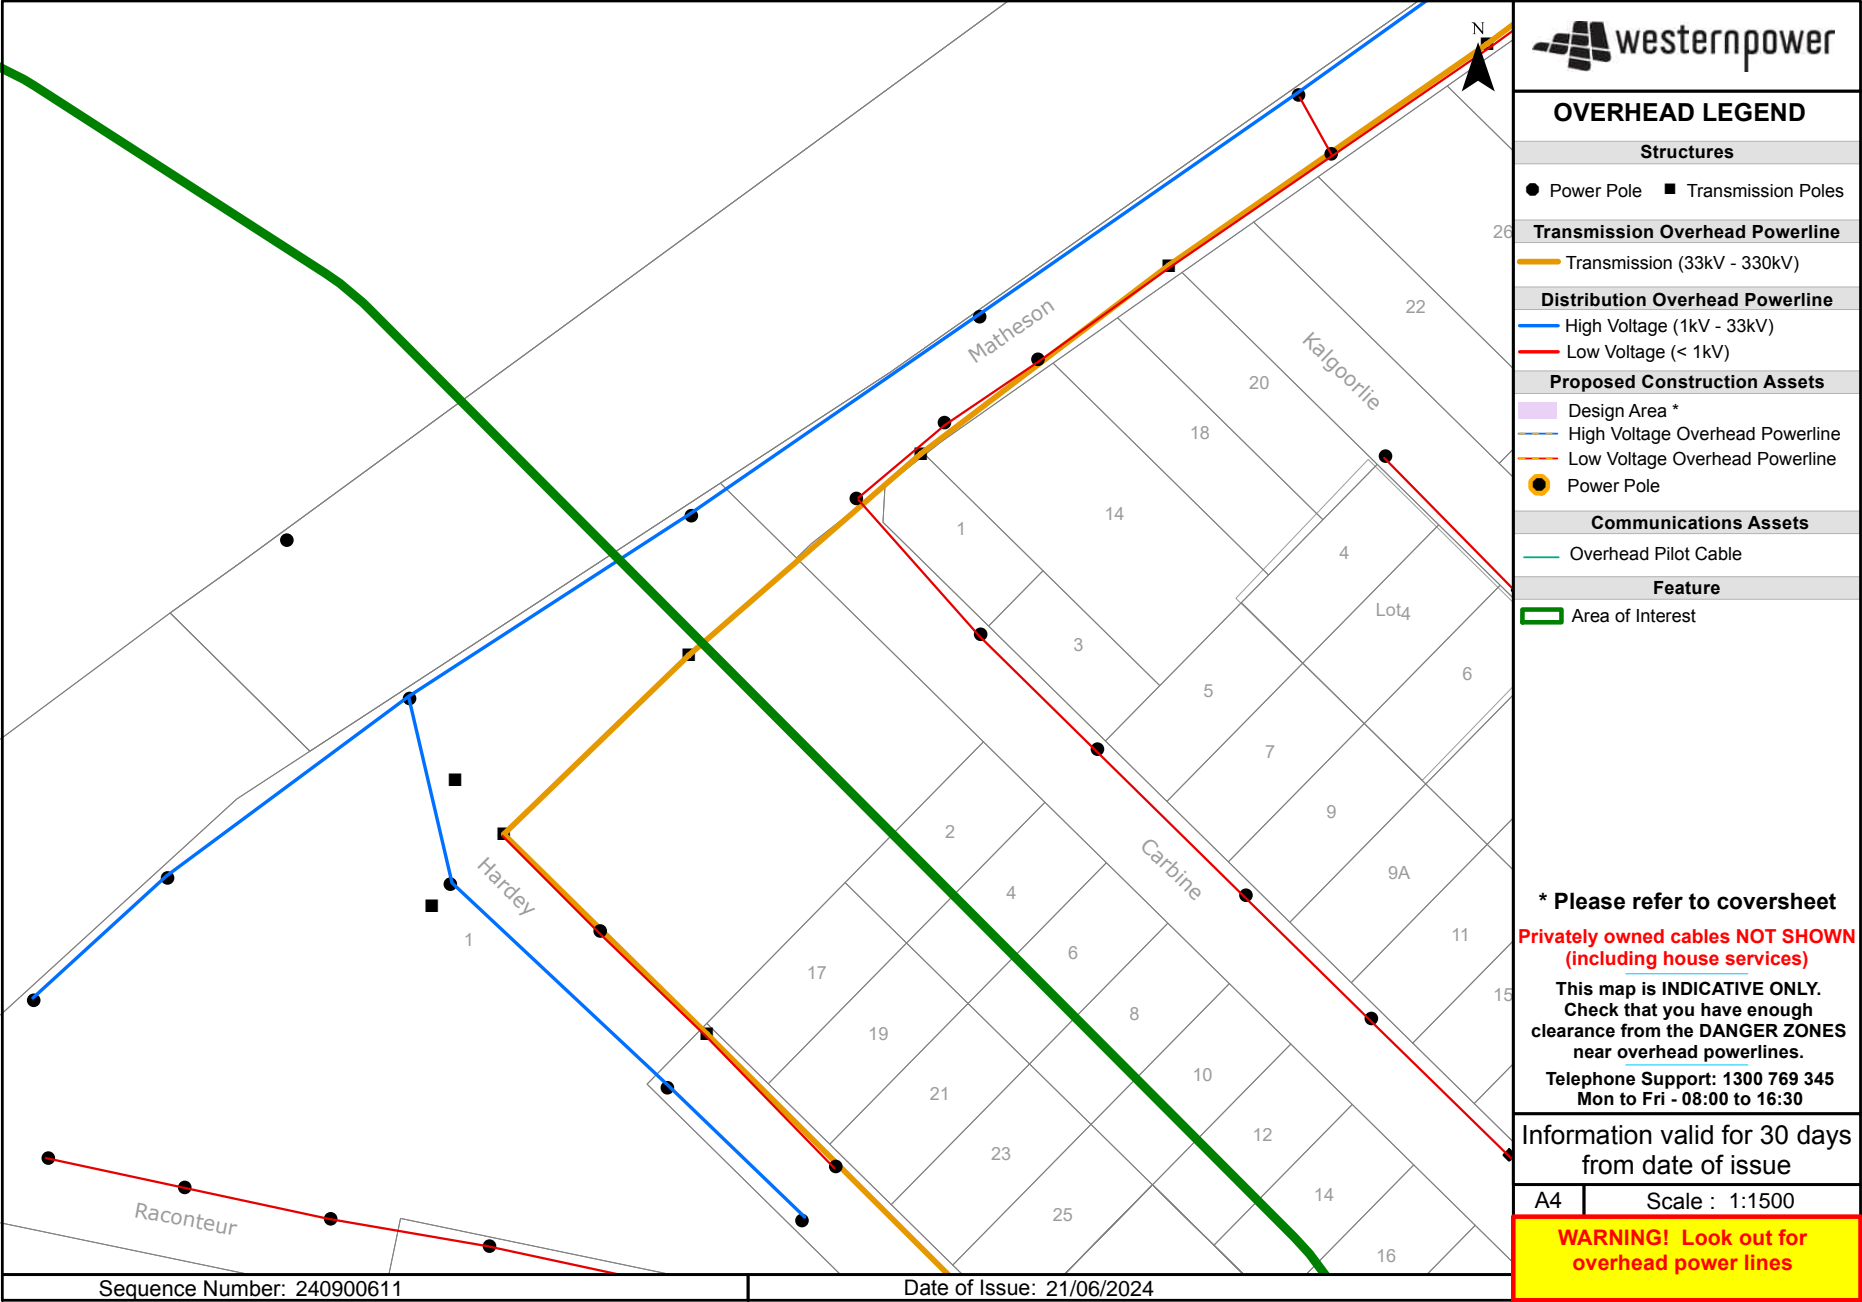 N
westernpower
OVERHEAD LEGEND
Structures
Power Pole
Transmission Poles
Transmission Overhead Powerline
Transmission (33kV - 330kV)
Distribution Overhead Powerline
High Voltage (1kV - 33kV)
Low Voltage (< 1kV)
Proposed Construction Assets
Design Area *
High Voltage Overhead Powerline
Low Voltage Overhead Powerline
Power Pole
Communications Assets
Overhead Pilot Cable
Feature
Area of Interest
* Please refer to coversheet
Privately owned cables NOT SHOWN
(including house services)
This map is INDICATIVE ONLY.
Check that you have enough
clearance from the DANGER ZONES
near overhead powerlines.
Telephone Support: 1300 769 345
Mon to Fri - 08:00 to 16:30
Information valid for 30 days
from date of issue
A4
Scale : 1:1500
WARNING! Look out for
overhead power lines
26
22
Matheson
Kalgoorlie
20
18
14
1
4
Lot4
3
5
6
7
9
2
Carbine
9A
Hardey
4
11
1
6
17
15
8
19
10
21
12
23
14
25
16
Raconteur
Sequence Number: 240900611
Date of Issue: 21/06/2024